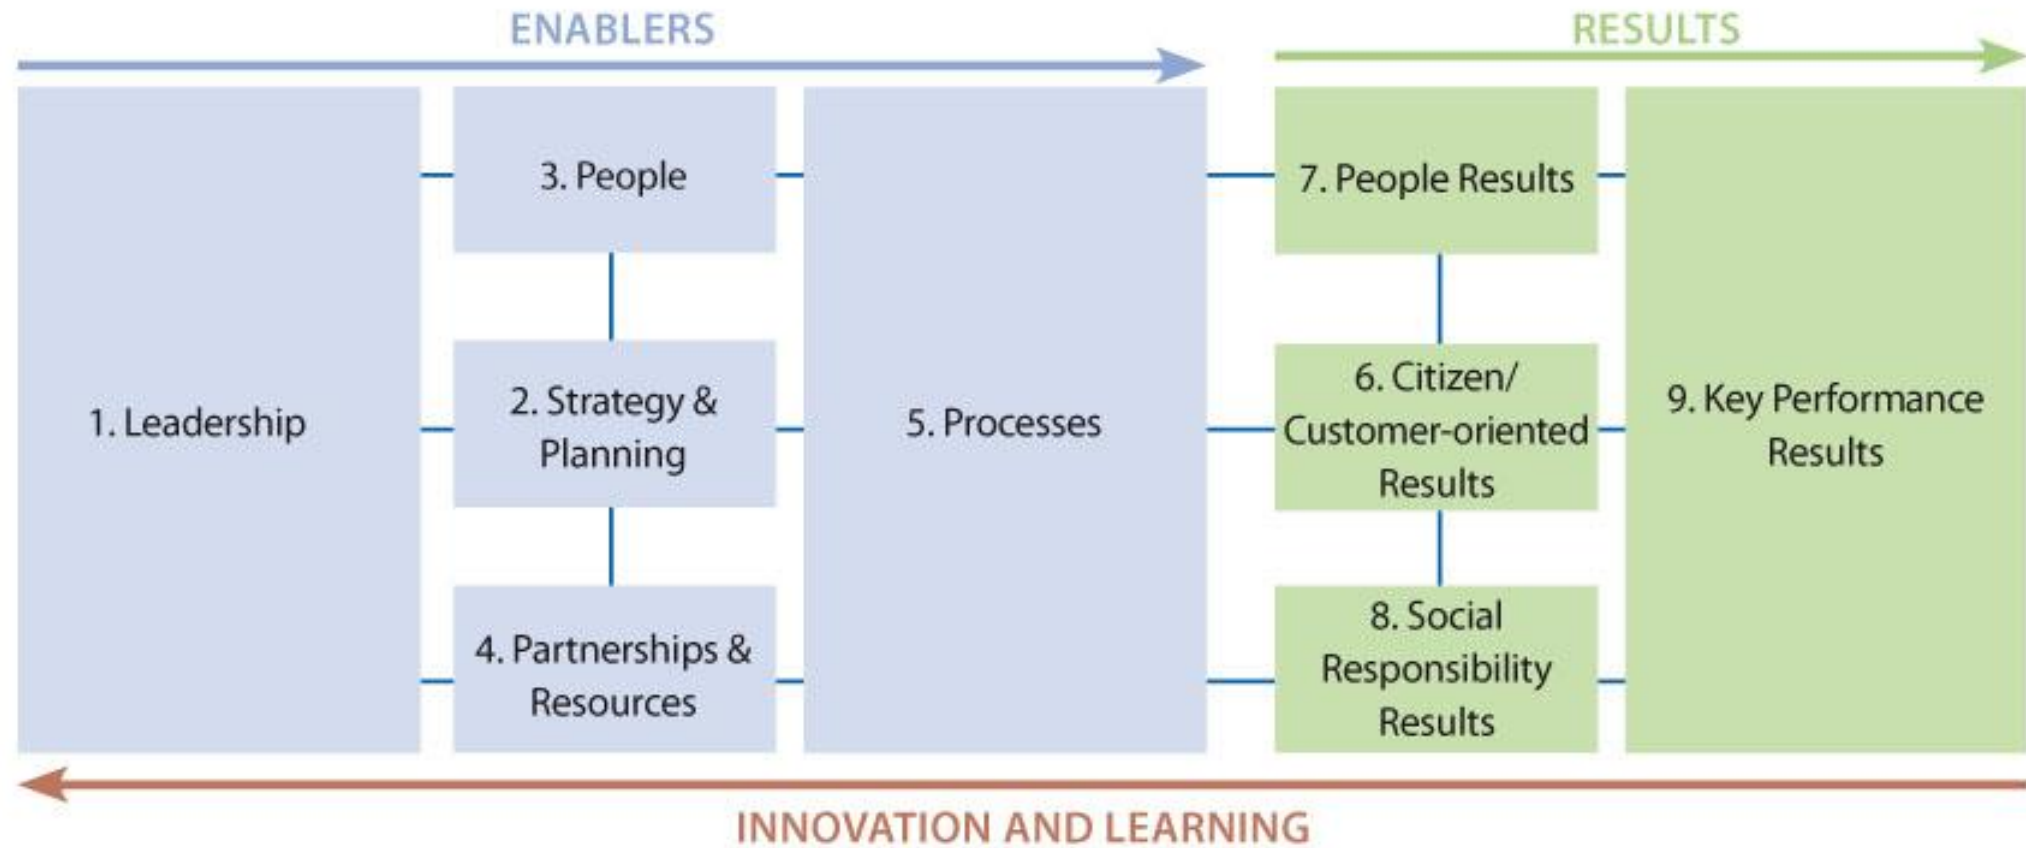 ENABLERS
RESULTS
1. Leadership
3. People
2. Strategy &
Planning
4. Partnerships &
Resources
5. Processes
7. People Results
6. Citizen/
Customer-oriented
Results
8. Social
Responsibility
Results
9. Key Performance
Results
INNOVATION AND LEARNING